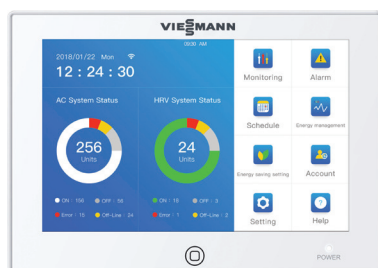 VIESMANN
09:30 AM
2018/01/22 Mon
12 : 24 : 30
AC System Status
HRV System Status
256
Units
24
Units
ON : 156
OFF : 56
ON : 18
OFF : 3
Error : 15
Off-Line : 24
Error : 1
Off-Line : 2
Monitoring
Alarm
Schedule
Energy management
Energy saving setting
Account
Setting
Help
POWER